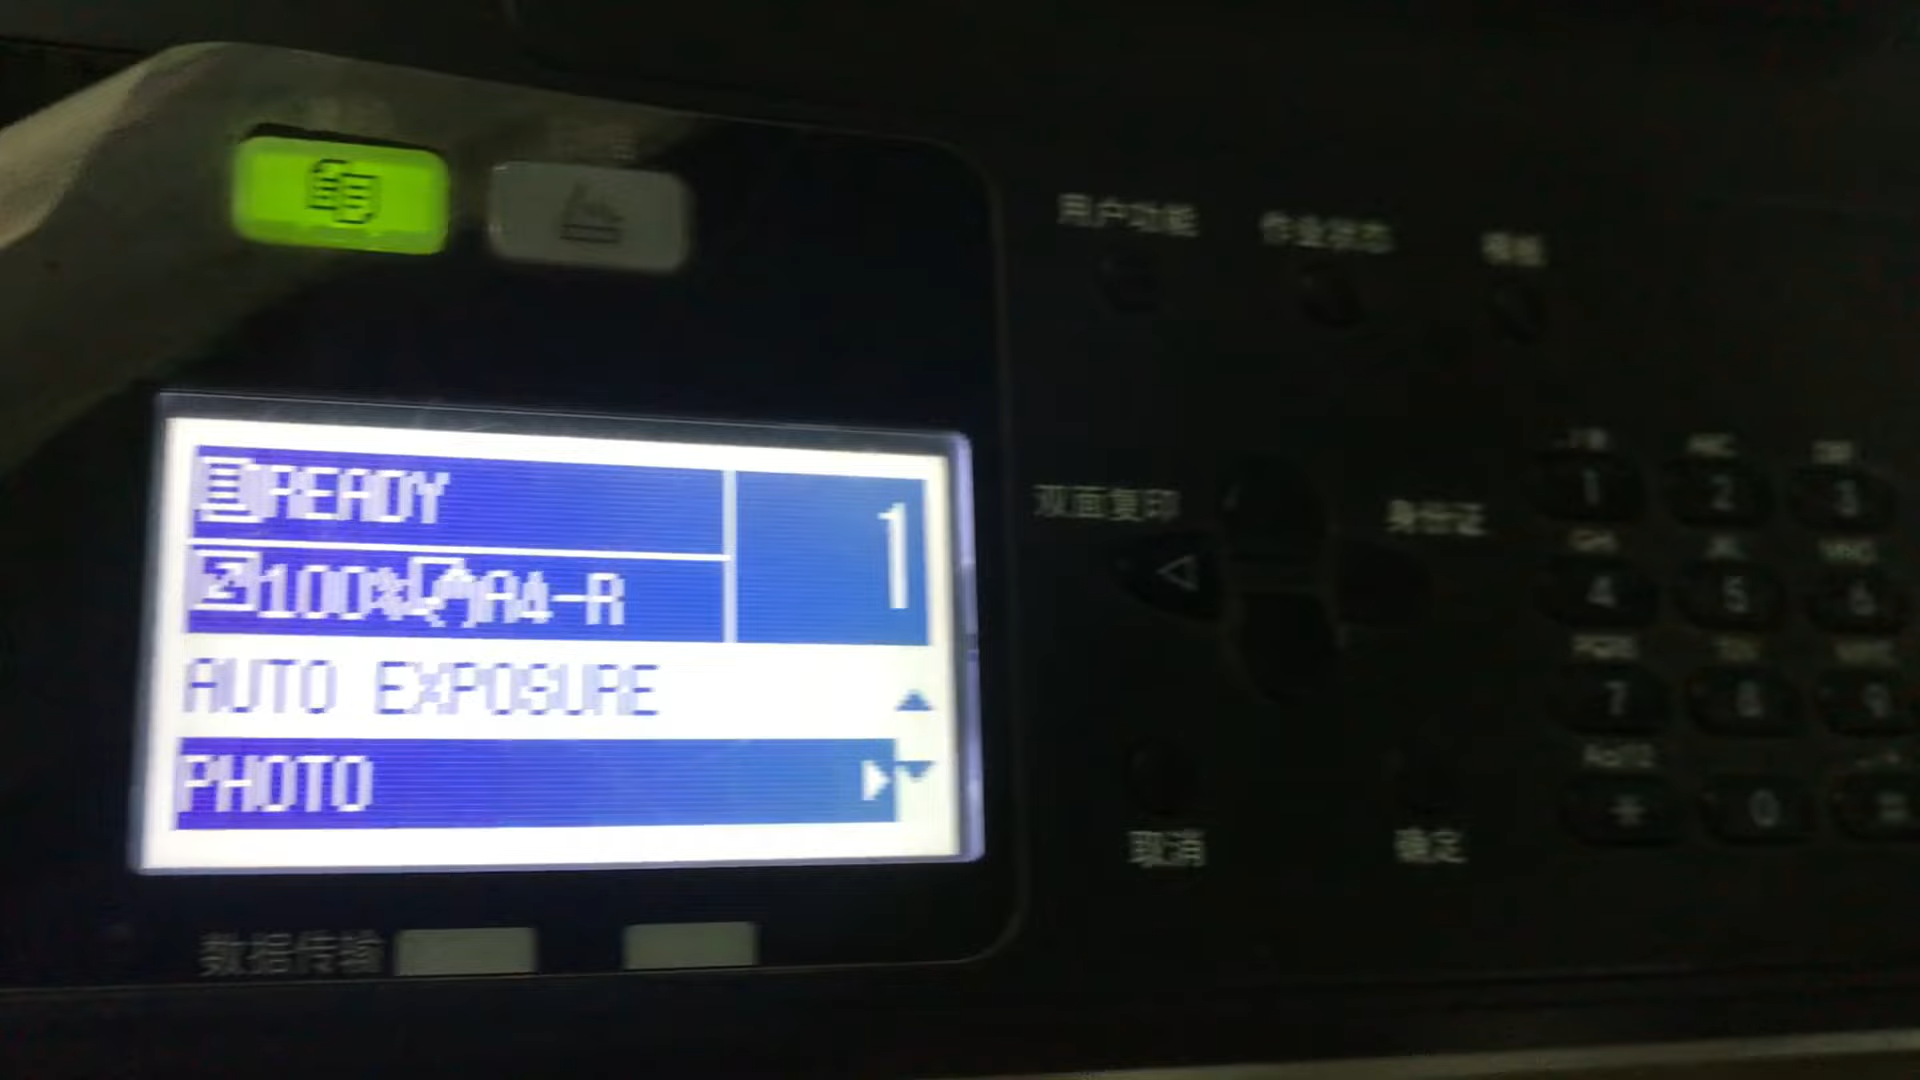 用户功能 作业状态 模板
READY
1
100% A4-R
AUTO EXPOSURE
PHOTO
双面复印
身份证
1 2 3
4 5 6
7 8 9
* 0
取消
确定
数据传输